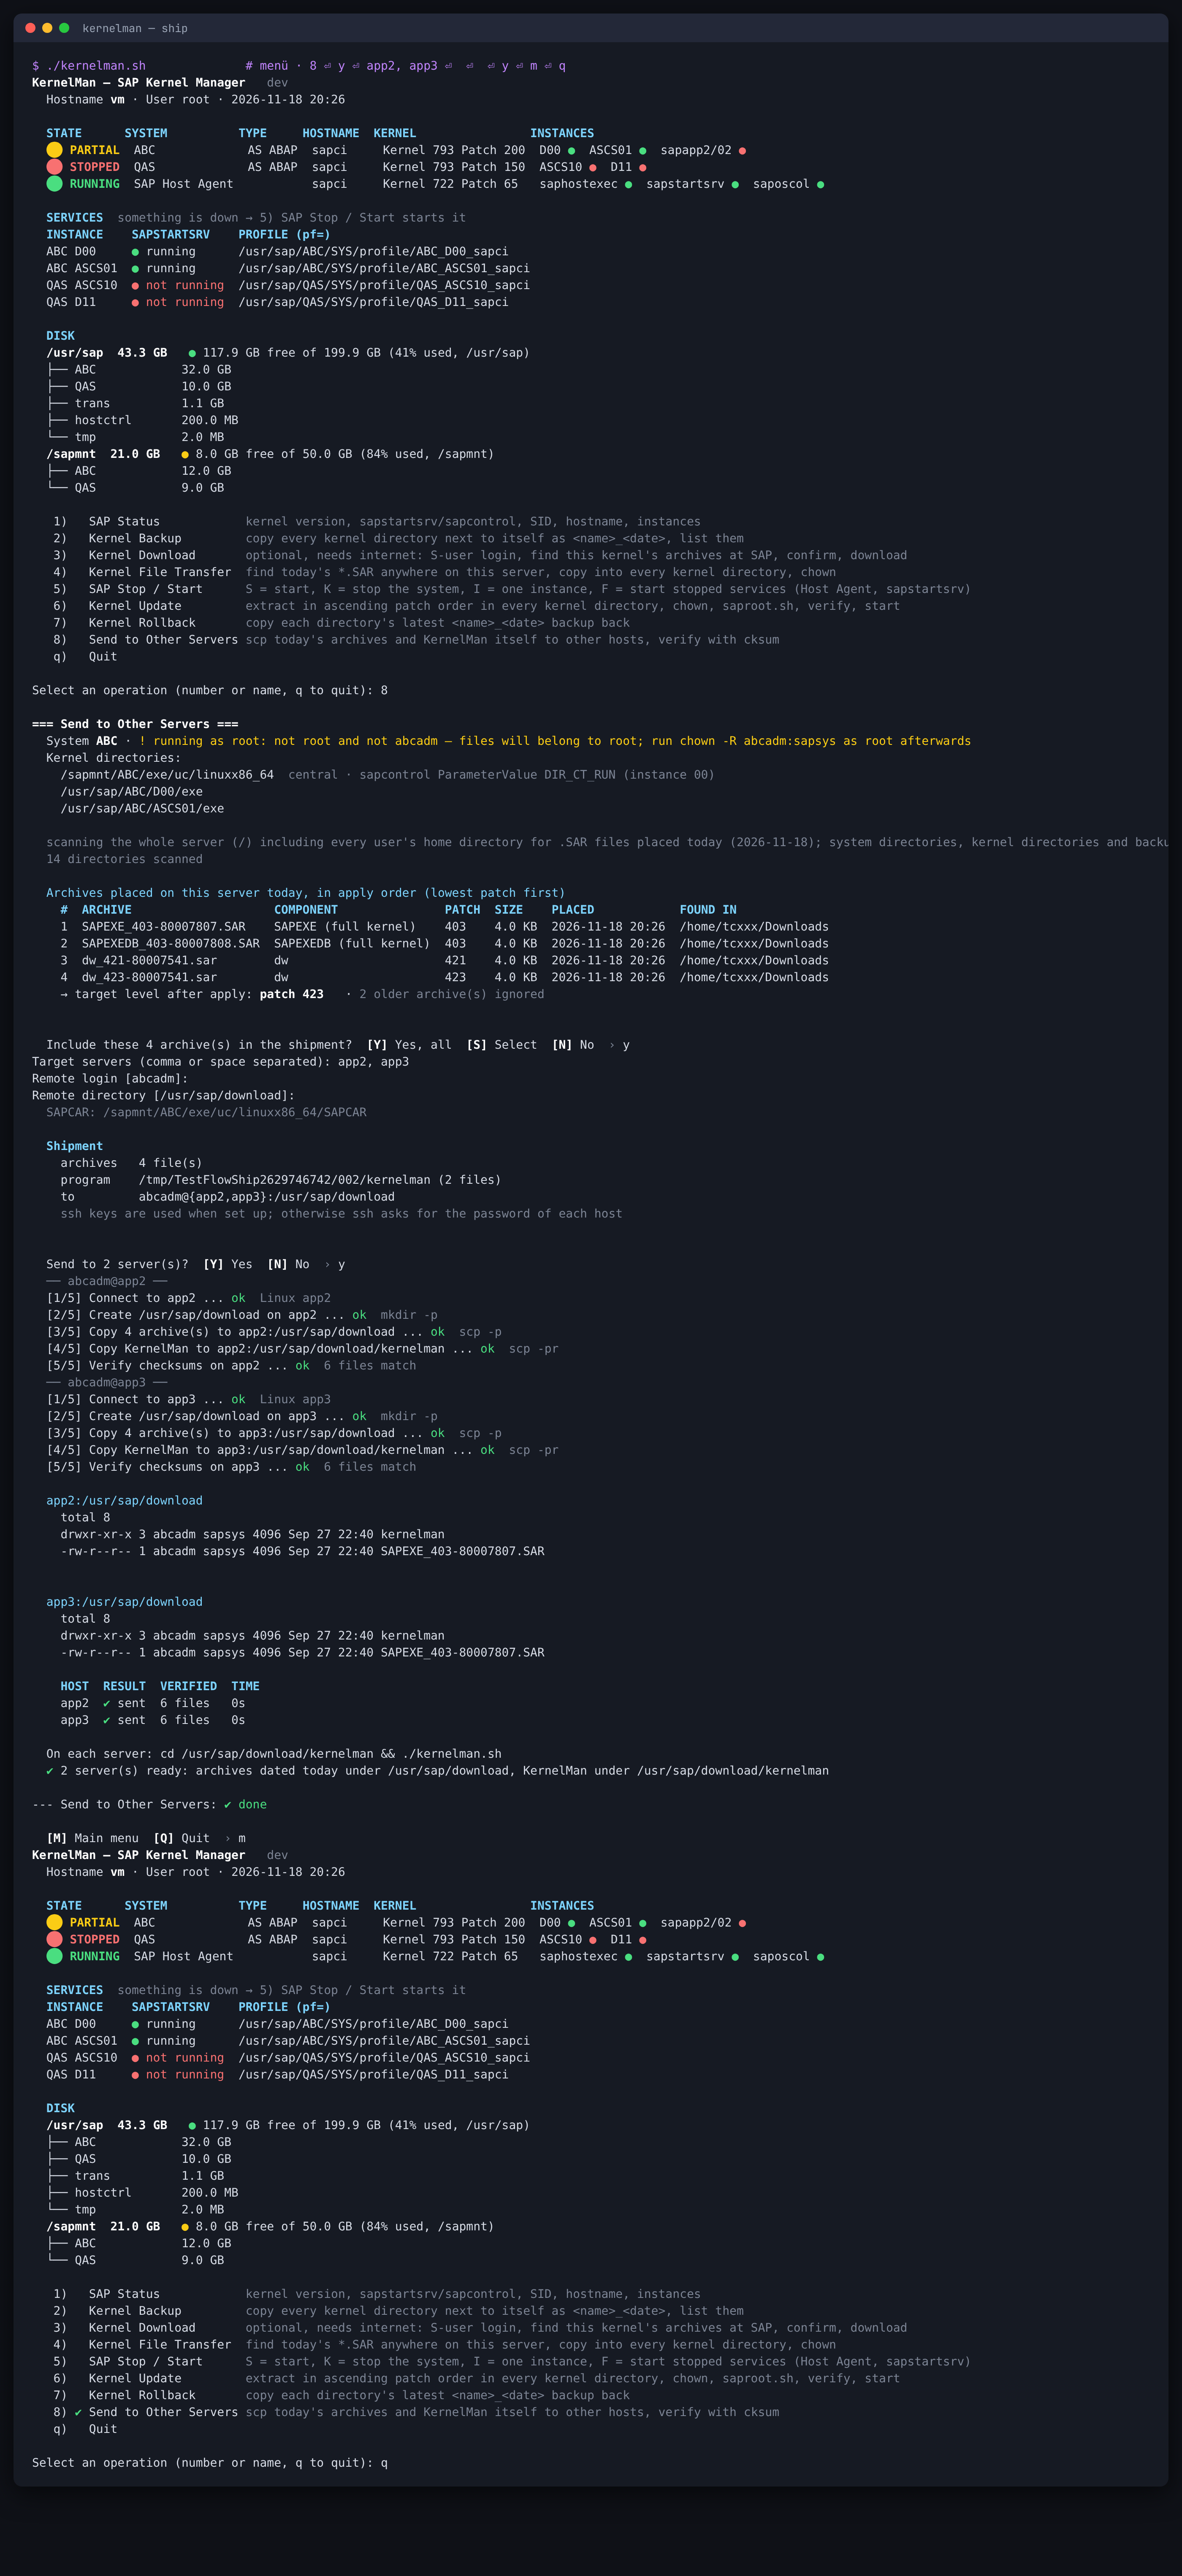 kernelman — ship
$ ./kernelman.sh              # menü · 8 ⏎ y ⏎ app2, app3 ⏎  ⏎  ⏎ y ⏎ m ⏎ q
KernelMan — SAP Kernel Manager   dev
  Hostname vm · User root · 2026-11-18 20:26
  STATE      SYSTEM          TYPE     HOSTNAME  KERNEL                INSTANCES
  ● PARTIAL  ABC             AS ABAP  sapci     Kernel 793 Patch 200  D00 ●  ASCS01 ●  sapapp2/02 ●
  ● STOPPED  QAS             AS ABAP  sapci     Kernel 793 Patch 150  ASCS10 ●  D11 ●
  ● RUNNING  SAP Host Agent           sapci     Kernel 722 Patch 65   saphostexec ●  sapstartsrv ●  saposcol ●
  SERVICES  something is down → 5) SAP Stop / Start starts it
  INSTANCE    SAPSTARTSRV    PROFILE (pf=)
  ABC D00     ● running      /usr/sap/ABC/SYS/profile/ABC_D00_sapci
  ABC ASCS01  ● running      /usr/sap/ABC/SYS/profile/ABC_ASCS01_sapci
  QAS ASCS10  ● not running  /usr/sap/QAS/SYS/profile/QAS_ASCS10_sapci
  QAS D11     ● not running  /usr/sap/QAS/SYS/profile/QAS_D11_sapci
  DISK
  /usr/sap  43.3 GB   ● 117.9 GB free of 199.9 GB (41% used, /usr/sap)
  ├── ABC            32.0 GB
  ├── QAS            10.0 GB
  ├── trans          1.1 GB
  ├── hostctrl       200.0 MB
  └── tmp            2.0 MB
  /sapmnt  21.0 GB   ● 8.0 GB free of 50.0 GB (84% used, /sapmnt)
  ├── ABC            12.0 GB
  └── QAS            9.0 GB
   1)   SAP Status            kernel version, sapstartsrv/sapcontrol, SID, hostname, instances
   2)   Kernel Backup         copy every kernel directory next to itself as <name>_<date>, list them
   3)   Kernel Download       optional, needs internet: S-user login, find this kernel's archives at SAP, confirm, download
   4)   Kernel File Transfer  find today's *.SAR anywhere on this server, copy into every kernel directory, chown
   5)   SAP Stop / Start      S = start, K = stop the system, I = one instance, F = start stopped services (Host Agent, sapstartsrv)
   6)   Kernel Update         extract in ascending patch order in every kernel directory, chown, saproot.sh, verify, start
   7)   Kernel Rollback       copy each directory's latest <name>_<date> backup back
   8)   Send to Other Servers scp today's archives and KernelMan itself to other hosts, verify with cksum
   q)   Quit
Select an operation (number or name, q to quit): 8
=== Send to Other Servers ===
  System ABC · ! running as root: not root and not abcadm — files will belong to root; run chown -R abcadm:sapsys as root afterwards
  Kernel directories:
    /sapmnt/ABC/exe/uc/linuxx86_64  central · sapcontrol ParameterValue DIR_CT_RUN (instance 00)
    /usr/sap/ABC/D00/exe
    /usr/sap/ABC/ASCS01/exe
  scanning the whole server (/) including every user's home directory for .SAR files placed today (2026-11-18); system directories, kernel directories and backu
  14 directories scanned
  Archives placed on this server today, in apply order (lowest patch first)
    #  ARCHIVE                    COMPONENT               PATCH  SIZE    PLACED            FOUND IN
    1  SAPEXE_403-80007807.SAR    SAPEXE (full kernel)    403    4.0 KB  2026-11-18 20:26  /home/tcxxx/Downloads
    2  SAPEXEDB_403-80007808.SAR  SAPEXEDB (full kernel)  403    4.0 KB  2026-11-18 20:26  /home/tcxxx/Downloads
    3  dw_421-80007541.sar        dw                      421    4.0 KB  2026-11-18 20:26  /home/tcxxx/Downloads
    4  dw_423-80007541.sar        dw                      423    4.0 KB  2026-11-18 20:26  /home/tcxxx/Downloads
    → target level after apply: patch 423   · 2 older archive(s) ignored
  Include these 4 archive(s) in the shipment?  [Y] Yes, all  [S] Select  [N] No  › y
Target servers (comma or space separated): app2, app3
Remote login [abcadm]:
Remote directory [/usr/sap/download]:
  SAPCAR: /sapmnt/ABC/exe/uc/linuxx86_64/SAPCAR
  Shipment
    archives   4 file(s)
    program    /tmp/TestFlowShip2629746742/002/kernelman (2 files)
    to         abcadm@{app2,app3}:/usr/sap/download
    ssh keys are used when set up; otherwise ssh asks for the password of each host
  Send to 2 server(s)?  [Y] Yes  [N] No  › y
  ── abcadm@app2 ──
  [1/5] Connect to app2 ... ok  Linux app2
  [2/5] Create /usr/sap/download on app2 ... ok  mkdir -p
  [3/5] Copy 4 archive(s) to app2:/usr/sap/download ... ok  scp -p
  [4/5] Copy KernelMan to app2:/usr/sap/download/kernelman ... ok  scp -pr
  [5/5] Verify checksums on app2 ... ok  6 files match
  ── abcadm@app3 ──
  [1/5] Connect to app3 ... ok  Linux app3
  [2/5] Create /usr/sap/download on app3 ... ok  mkdir -p
  [3/5] Copy 4 archive(s) to app3:/usr/sap/download ... ok  scp -p
  [4/5] Copy KernelMan to app3:/usr/sap/download/kernelman ... ok  scp -pr
  [5/5] Verify checksums on app3 ... ok  6 files match
  app2:/usr/sap/download
    total 8
    drwxr-xr-x 3 abcadm sapsys 4096 Sep 27 22:40 kernelman
    -rw-r--r-- 1 abcadm sapsys 4096 Sep 27 22:40 SAPEXE_403-80007807.SAR
  app3:/usr/sap/download
    total 8
    drwxr-xr-x 3 abcadm sapsys 4096 Sep 27 22:40 kernelman
    -rw-r--r-- 1 abcadm sapsys 4096 Sep 27 22:40 SAPEXE_403-80007807.SAR
    HOST  RESULT  VERIFIED  TIME
    app2  ✔ sent  6 files   0s
    app3  ✔ sent  6 files   0s
  On each server: cd /usr/sap/download/kernelman && ./kernelman.sh
  ✔ 2 server(s) ready: archives dated today under /usr/sap/download, KernelMan under /usr/sap/download/kernelman
--- Send to Other Servers: ✔ done
  [M] Main menu  [Q] Quit  › m
KernelMan — SAP Kernel Manager   dev
  Hostname vm · User root · 2026-11-18 20:26
  STATE      SYSTEM          TYPE     HOSTNAME  KERNEL                INSTANCES
  ● PARTIAL  ABC             AS ABAP  sapci     Kernel 793 Patch 200  D00 ●  ASCS01 ●  sapapp2/02 ●
  ● STOPPED  QAS             AS ABAP  sapci     Kernel 793 Patch 150  ASCS10 ●  D11 ●
  ● RUNNING  SAP Host Agent           sapci     Kernel 722 Patch 65   saphostexec ●  sapstartsrv ●  saposcol ●
  SERVICES  something is down → 5) SAP Stop / Start starts it
  INSTANCE    SAPSTARTSRV    PROFILE (pf=)
  ABC D00     ● running      /usr/sap/ABC/SYS/profile/ABC_D00_sapci
  ABC ASCS01  ● running      /usr/sap/ABC/SYS/profile/ABC_ASCS01_sapci
  QAS ASCS10  ● not running  /usr/sap/QAS/SYS/profile/QAS_ASCS10_sapci
  QAS D11     ● not running  /usr/sap/QAS/SYS/profile/QAS_D11_sapci
  DISK
  /usr/sap  43.3 GB   ● 117.9 GB free of 199.9 GB (41% used, /usr/sap)
  ├── ABC            32.0 GB
  ├── QAS            10.0 GB
  ├── trans          1.1 GB
  ├── hostctrl       200.0 MB
  └── tmp            2.0 MB
  /sapmnt  21.0 GB   ● 8.0 GB free of 50.0 GB (84% used, /sapmnt)
  ├── ABC            12.0 GB
  └── QAS            9.0 GB
   1)   SAP Status            kernel version, sapstartsrv/sapcontrol, SID, hostname, instances
   2)   Kernel Backup         copy every kernel directory next to itself as <name>_<date>, list them
   3)   Kernel Download       optional, needs internet: S-user login, find this kernel's archives at SAP, confirm, download
   4)   Kernel File Transfer  find today's *.SAR anywhere on this server, copy into every kernel directory, chown
   5)   SAP Stop / Start      S = start, K = stop the system, I = one instance, F = start stopped services (Host Agent, sapstartsrv)
   6)   Kernel Update         extract in ascending patch order in every kernel directory, chown, saproot.sh, verify, start
   7)   Kernel Rollback       copy each directory's latest <name>_<date> backup back
   8) ✔ Send to Other Servers scp today's archives and KernelMan itself to other hosts, verify with cksum
   q)   Quit
Select an operation (number or name, q to quit): q